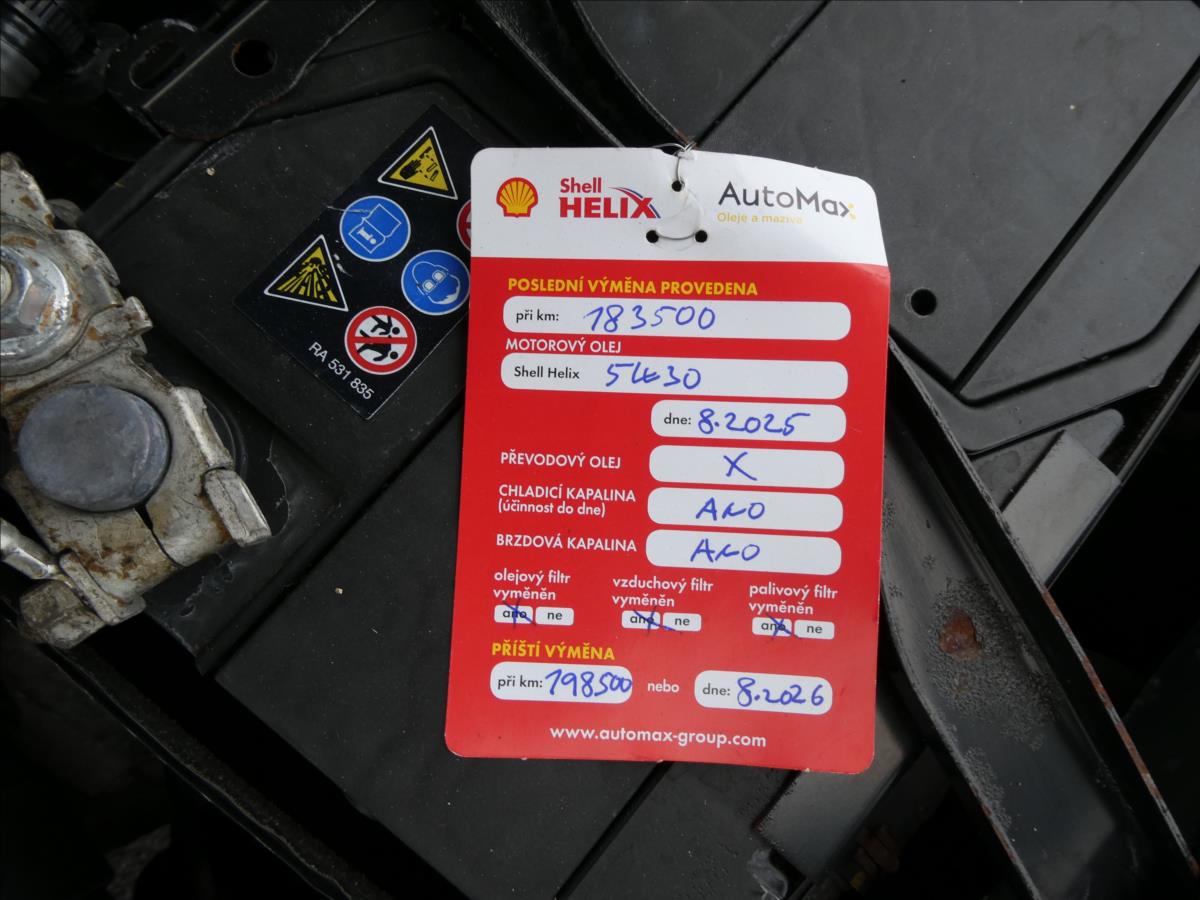 Shell
HELIX
AutoMax
Oleje a maziva
POSLEDNÍ VÝMĚNA PROVEDENA
při km: 183500
MOTOROVÝ OLEJ
Shell Helix 5W30
dne: 8.2025
PŘEVODOVÝ OLEJ X
CHLADICÍ KAPALINA
(účinnost do dne) ANO
BRZDOVÁ KAPALINA ANO
olejový filtr
vyměněn
ano ne
vzduchový filtr
vyměněn
ano ne
palivový filtr
vyměněn
ano ne
PŘÍŠTÍ VÝMĚNA
při km: 198500 nebo dne: 8.2026
www.automax-group.com
RA 531 835